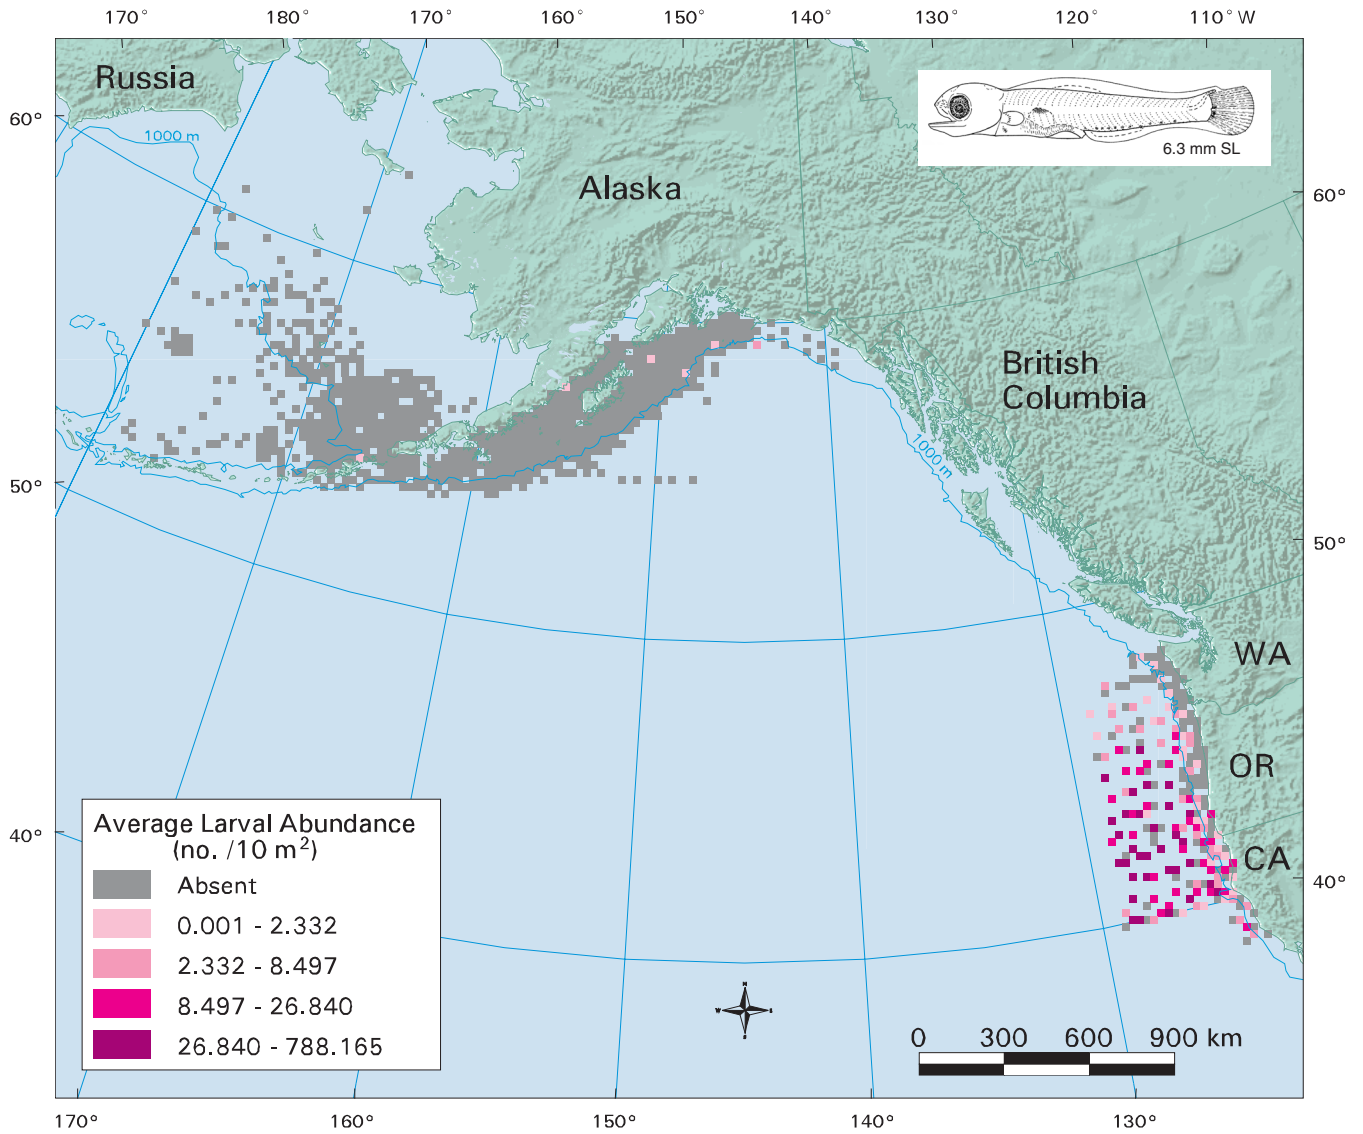 170° 180° 170° 160° 150° 140° 130° 120° 110° W
Russia
60°
1000 m
6.3 mm SL
Alaska
60°
British
Columbia
1000 m
50°
50°
WA
OR
CA
40°
40°
Average Larval Abundance
(no. /10 m²)
Absent
0.001 - 2.332
2.332 - 8.497
8.497 - 26.840
26.840 - 788.165
N
W
S
0 300 600 900 km
170° 160° 150° 140° 130°